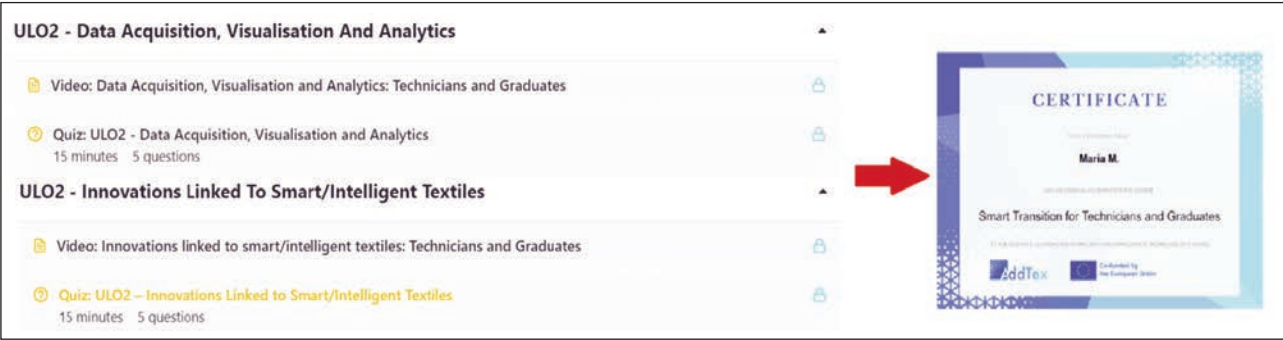 ULO2 - Data Acquisition, Visualisation And Analytics
Video: Data Acquisition, Visualisation and Analytics: Technicians and Graduates
Quiz: ULO2 - Data Acquisition, Visualisation and Analytics
15 minutes 5 questions
ULO2 - Innovations Linked To Smart/Intelligent Textiles
Video: Innovations linked to smart/intelligent textiles: Technicians and Graduates
Quiz: ULO2 – Innovations Linked to Smart/Intelligent Textiles
15 minutes 5 questions
CERTIFICATE
Maria M.
Smart Transition for Technicians and Graduates
AddTex
Co-funded by
the European Union